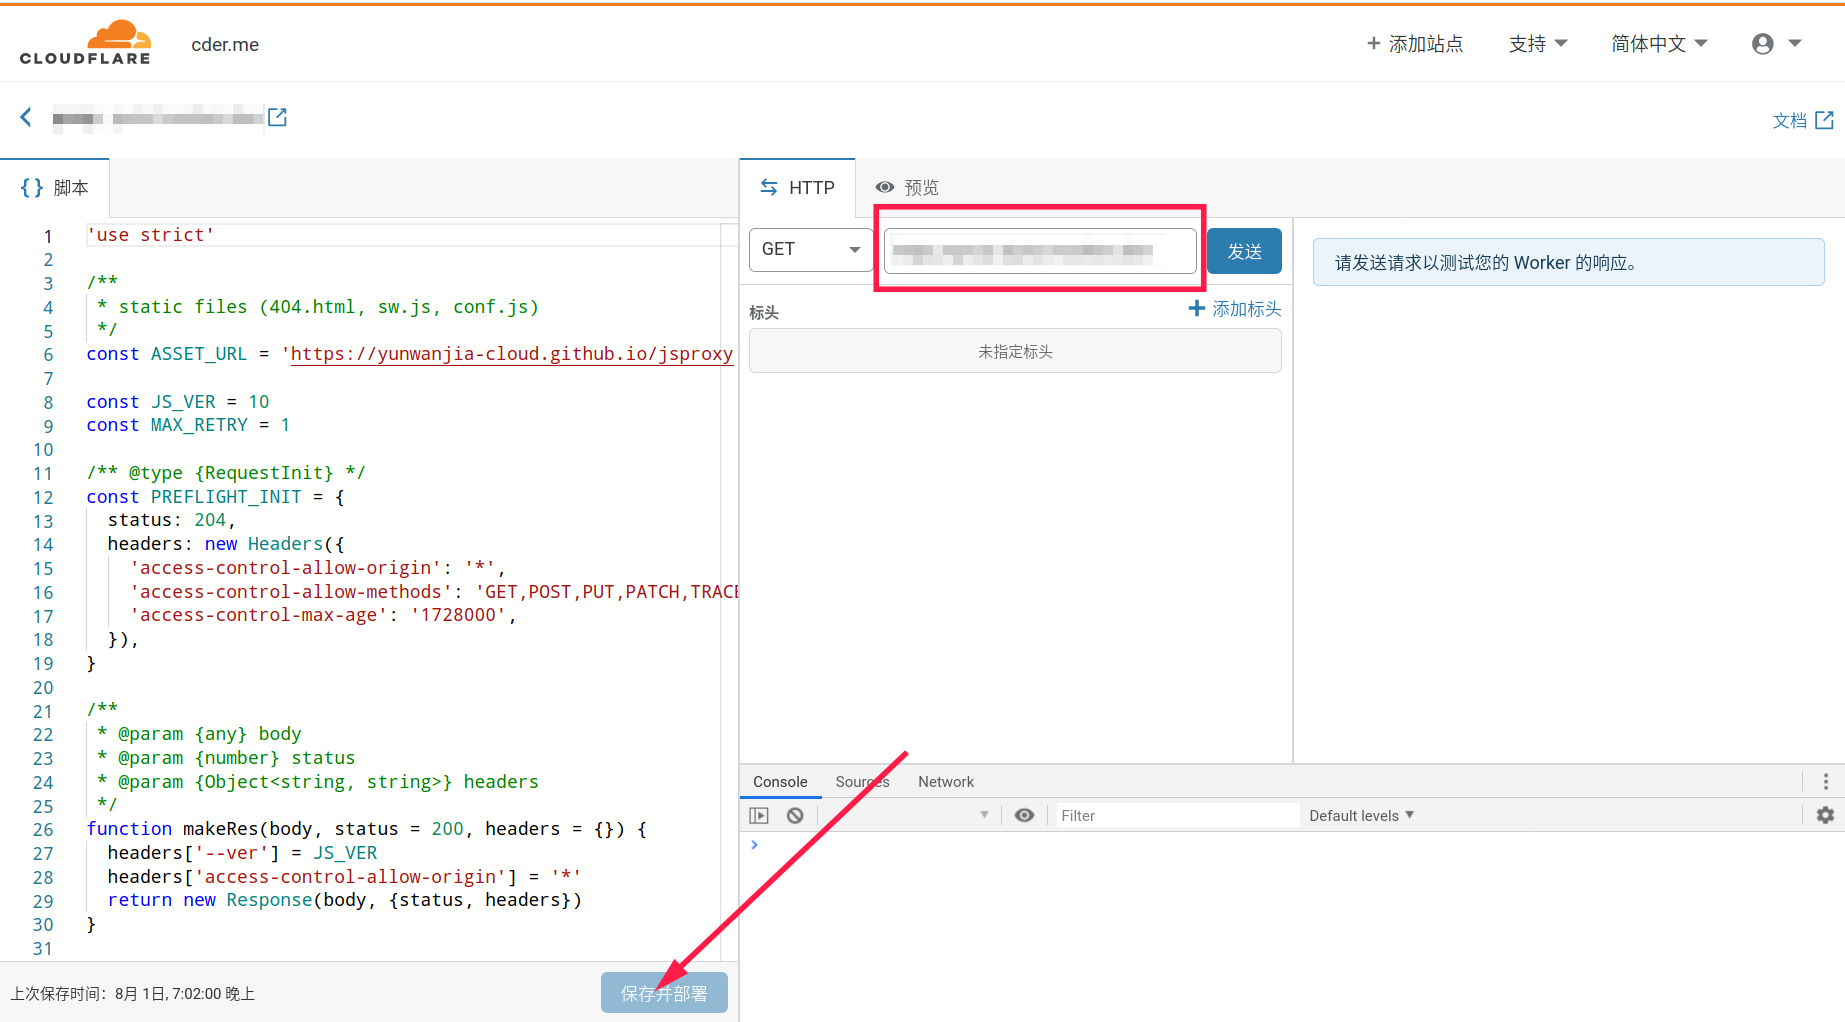 CLOUDFLARE
cder.me
添加站点
支持
简体中文
文档
{ } 脚本
HTTP
预览
GET
发送
请发送请求以测试您的 Worker 的响应。
标头
添加标头
未指定标头
1 'use strict'
2
3 /**
4  * static files (404.html, sw.js, conf.js)
5  */
6 const ASSET_URL = 'https://yunwanjia-cloud.github.io/jsproxy
7
8 const JS_VER = 10
9 const MAX_RETRY = 1
10
11 /** @type {RequestInit} */
12 const PREFLIGHT_INIT = {
13   status: 204,
14   headers: new Headers({
15     'access-control-allow-origin': '*',
16     'access-control-allow-methods': 'GET,POST,PUT,PATCH,TRACE
17     'access-control-max-age': '1728000',
18   }),
19 }
20
21 /**
22  * @param {any} body
23  * @param {number} status
24  * @param {Object<string, string>} headers
25  */
26 function makeRes(body, status = 200, headers = {}) {
27   headers['--ver'] = JS_VER
28   headers['access-control-allow-origin'] = '*'
29   return new Response(body, {status, headers})
30 }
31
上次保存时间：8月 1日, 7:02:00 晚上
保存并部署
Console
Sources
Network
Filter
Default levels